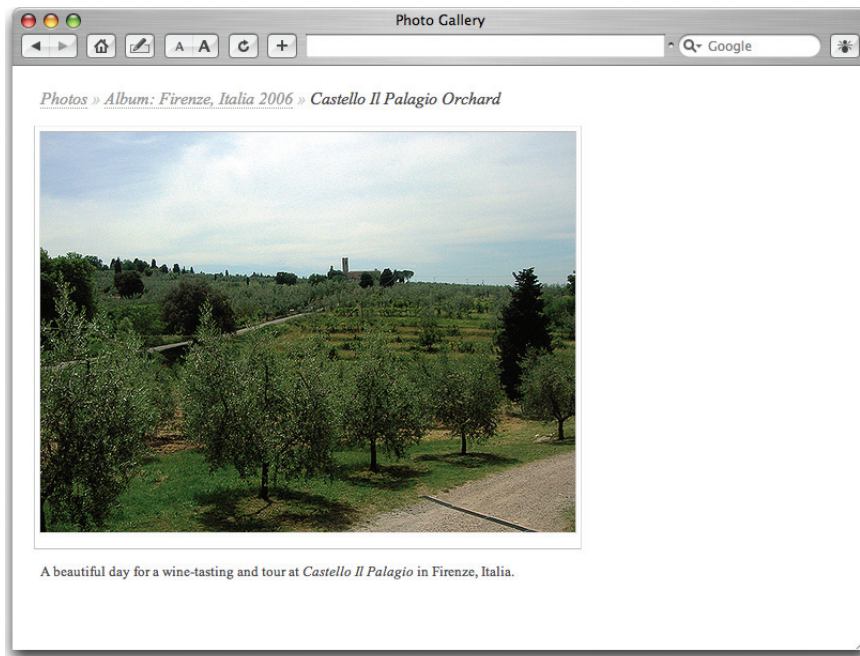 Photo Gallery
A A
Google
Photos » Album: Firenze, Italia 2006 » Castello Il Palagio Orchard
A beautiful day for a wine-tasting and tour at Castello Il Palagio in Firenze, Italia.